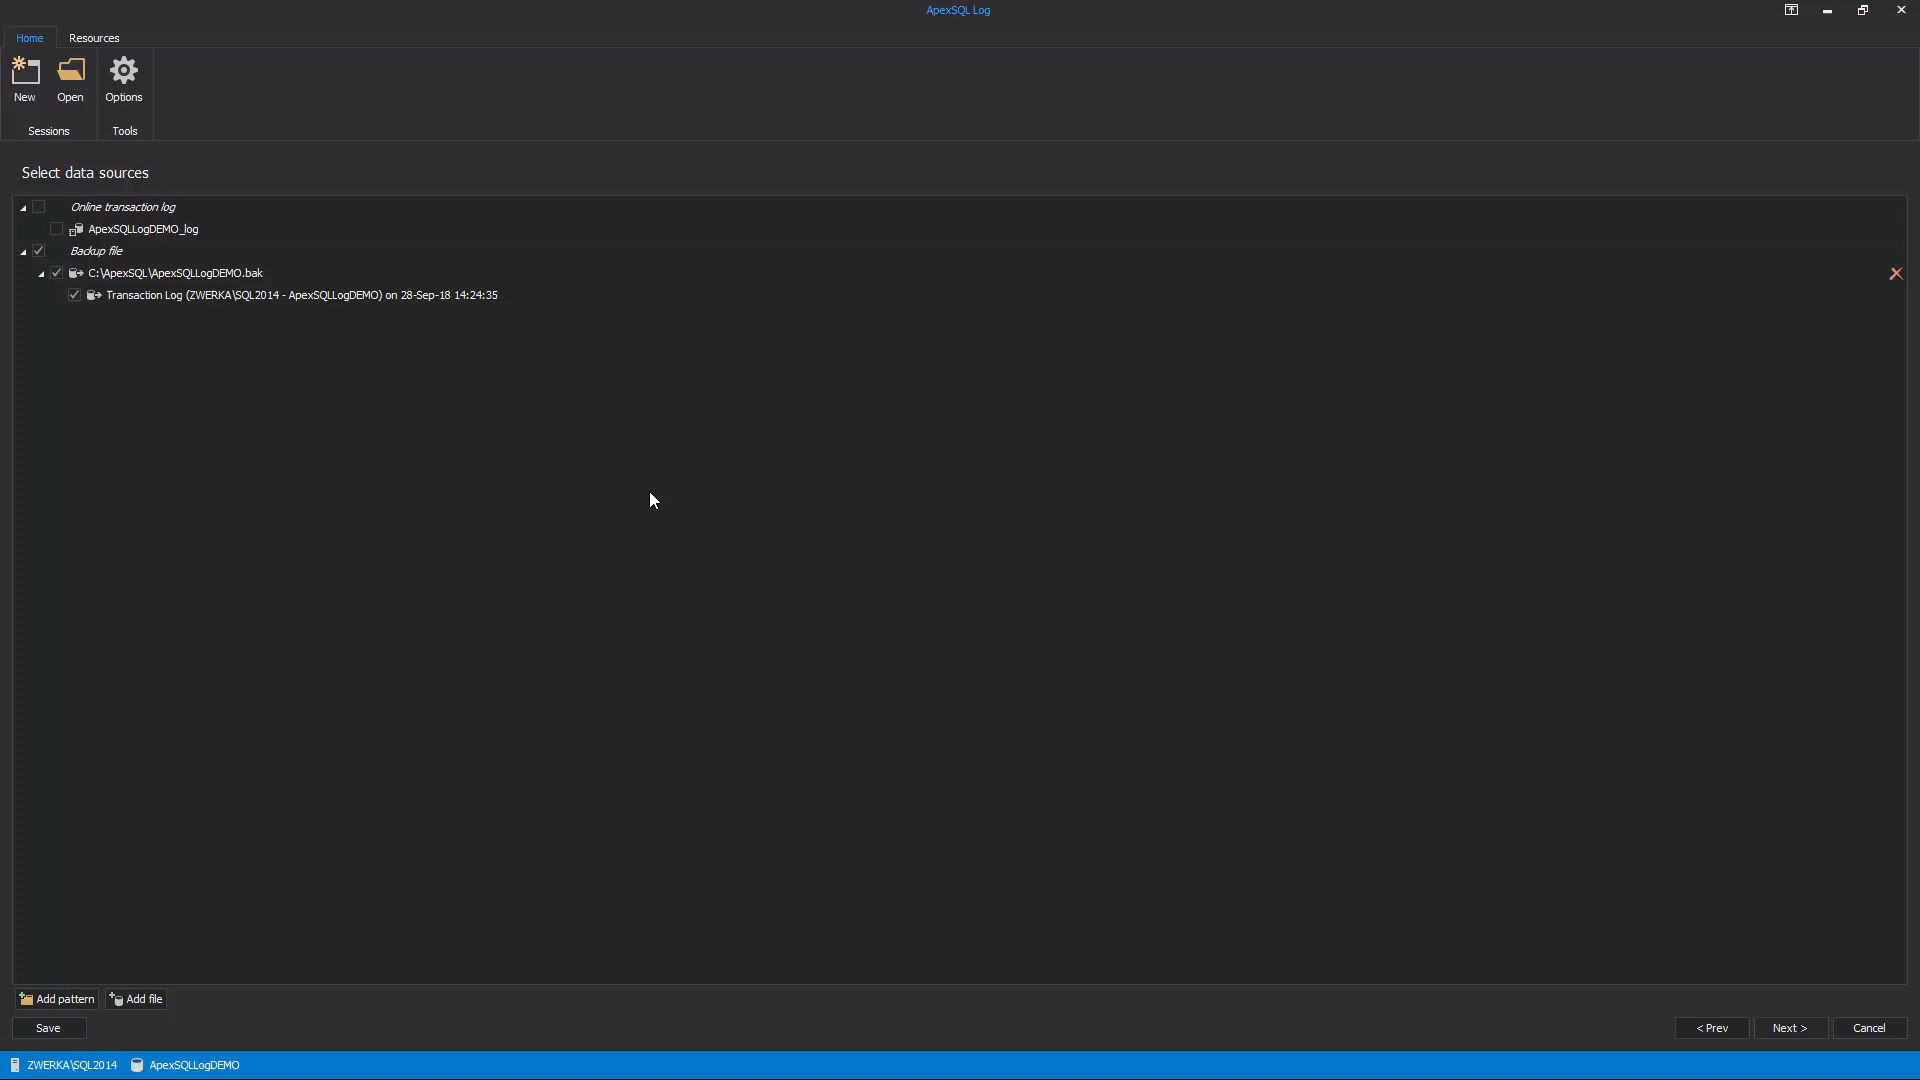 ApexSQL Log
Home Resources
New Open Options
Sessions Tools
Select data sources
Online transaction log
ApexSQLLogDEMO_log
Backup file
C:\ApexSQL\ApexSQLLogDEMO.bak
Transaction Log (ZWERKA\SQL2014 - ApexSQLLogDEMO) on 28-Sep-18 14:24:35
Add pattern Add file
Save < Prev Next > Cancel
ZWERKA\SQL2014 ApexSQLLogDEMO